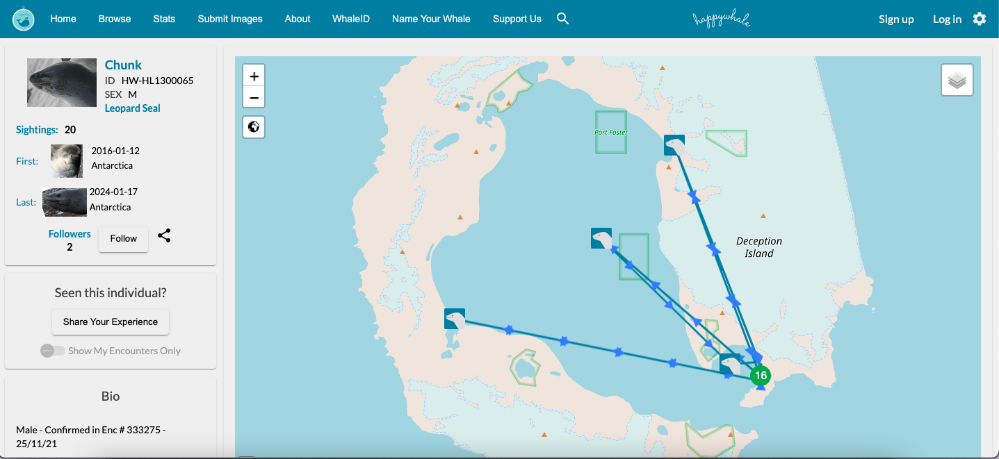 Home Browse Stats Submit Images About WhaleID Name Your Whale Support Us happywhale Sign up Log in
Chunk
ID HW-HL1300065
SEX M
Leopard Seal
Sightings: 20
First: 2016-01-12
Antarctica
Last: 2024-01-17
Antarctica
Followers
2
Follow
Seen this individual?
Share Your Experience
Show My Encounters Only
Bio
Male - Confirmed in Enc # 333275 -
25/11/21
+
−
Port Foster
Deception
Island
16